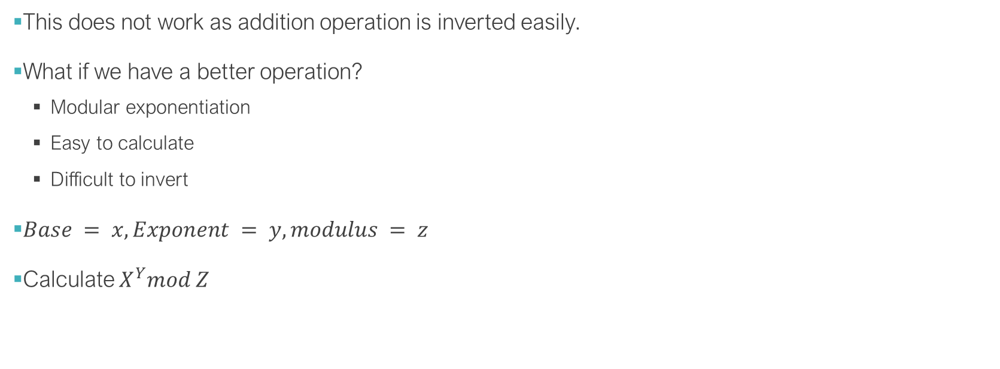 ▪This does not work as addition operation is inverted easily.
▪What if we have a better operation?
▪ Modular exponentiation
▪ Easy to calculate
▪ Difficult to invert
▪Base = x, Exponent = y, modulus = z
▪Calculate X^Y mod Z